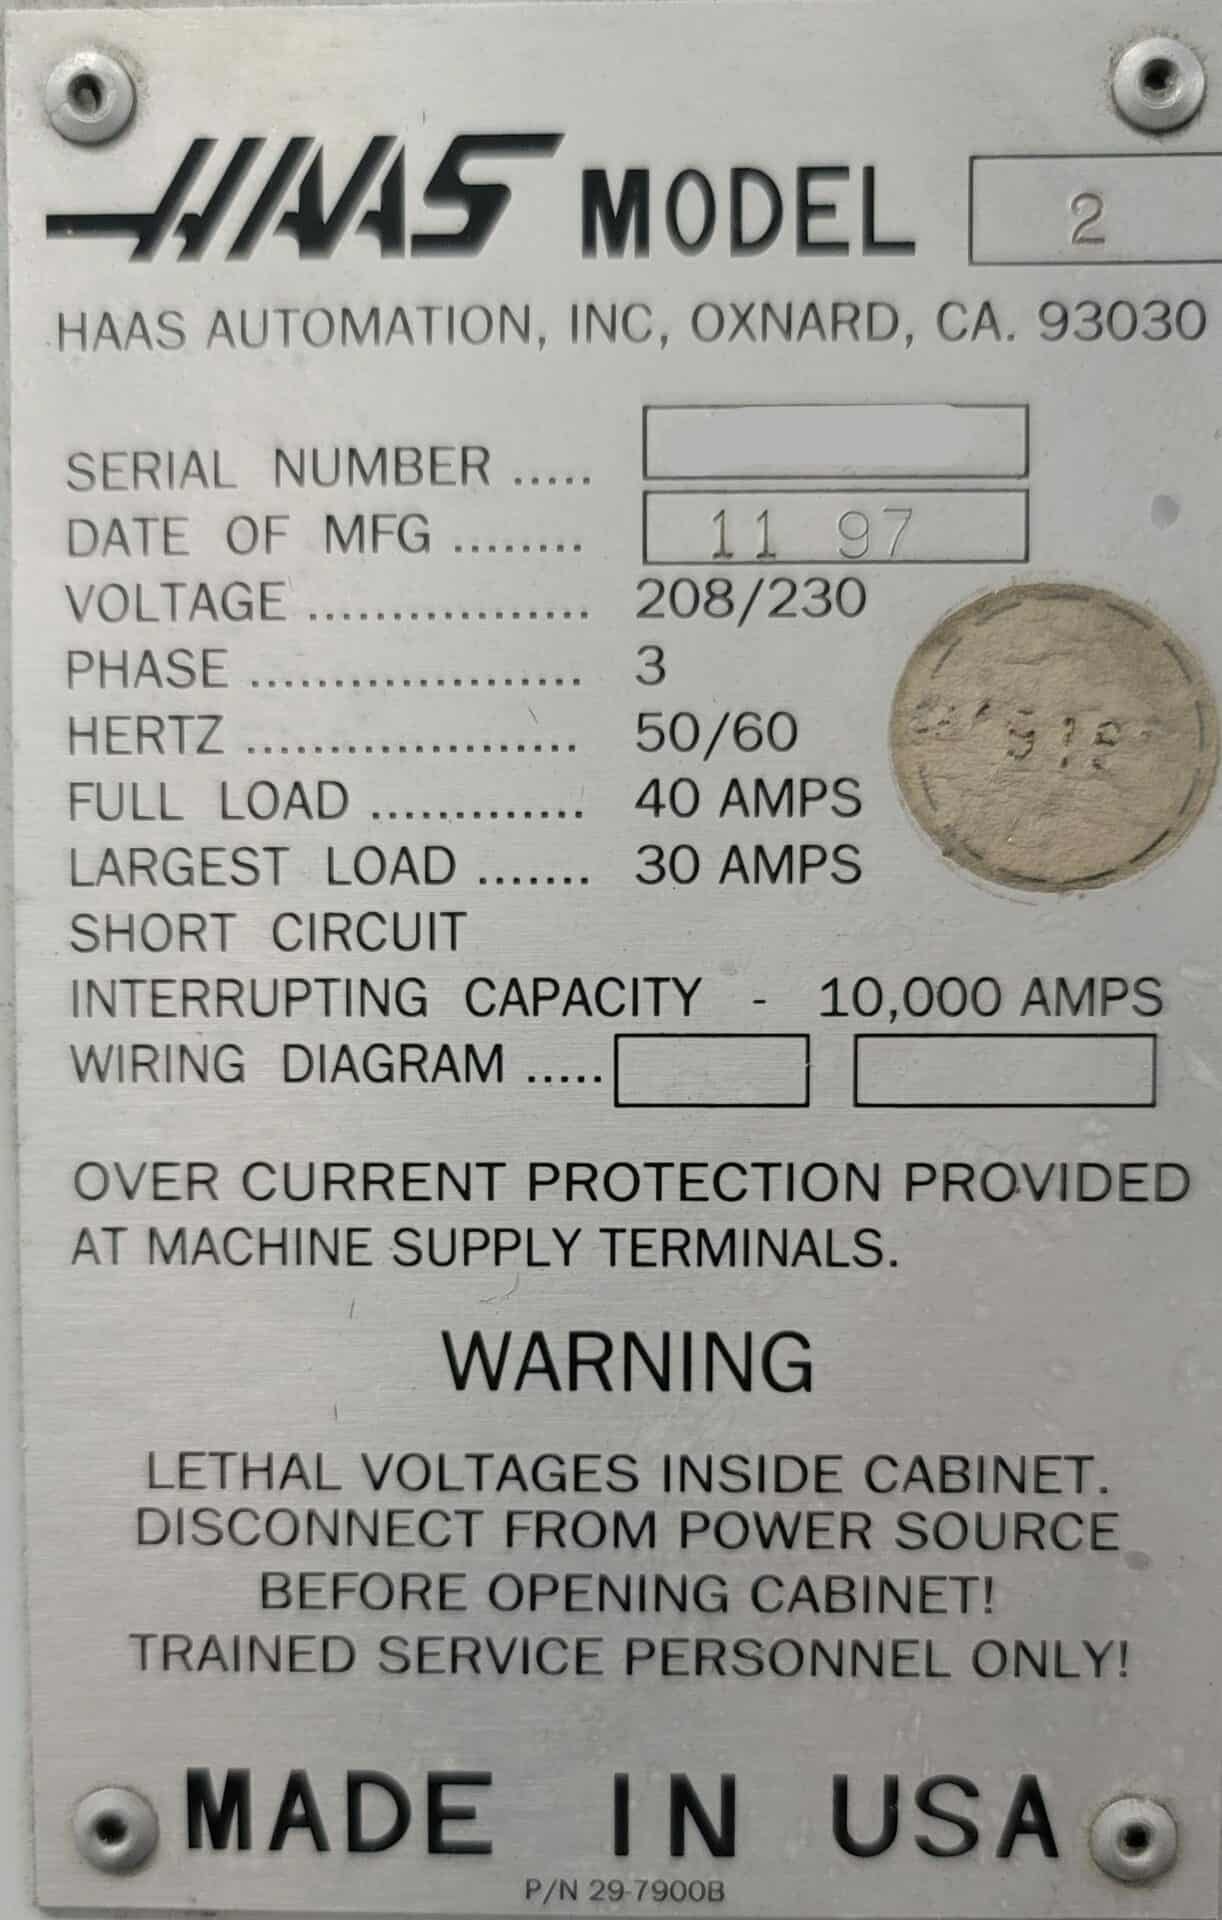 HAAS MODEL 2
HAAS AUTOMATION, INC, OXNARD, CA. 93030
SERIAL NUMBER .....
DATE OF MFG ........ 11 97
VOLTAGE ................. 208/230
PHASE .................... 3
HERTZ .................... 50/60
FULL LOAD ............. 40 AMPS
LARGEST LOAD ....... 30 AMPS
SHORT CIRCUIT
INTERRUPTING CAPACITY - 10,000 AMPS
WIRING DIAGRAM .....
OVER CURRENT PROTECTION PROVIDED
AT MACHINE SUPPLY TERMINALS.
WARNING
LETHAL VOLTAGES INSIDE CABINET.
DISCONNECT FROM POWER SOURCE
BEFORE OPENING CABINET!
TRAINED SERVICE PERSONNEL ONLY!
MADE IN USA
P/N 29-7900B